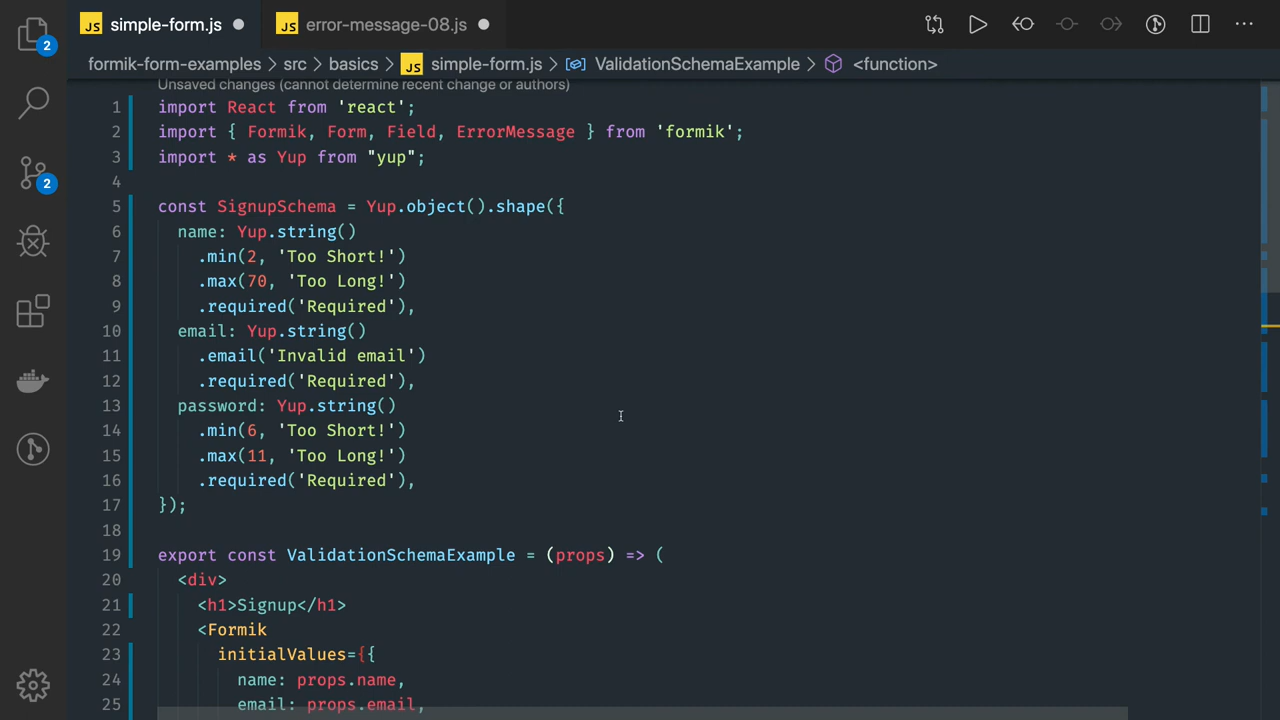 JS simple-form.js
JS error-message-08.js
2
formik-form-examples > src > basics > JS simple-form.js > ValidationSchemaExample > <function>
Unsaved changes (cannot determine recent change or authors)
1 import React from 'react';
2 import { Formik, Form, Field, ErrorMessage } from 'formik';
3 import * as Yup from "yup";
4
5 const SignupSchema = Yup.object().shape({
6 name: Yup.string()
7 .min(2, 'Too Short!')
8 .max(70, 'Too Long!')
9 .required('Required'),
10 email: Yup.string()
11 .email('Invalid email')
12 .required('Required'),
13 password: Yup.string()
14 .min(6, 'Too Short!')
15 .max(11, 'Too Long!')
16 .required('Required'),
17 });
18
19 export const ValidationSchemaExample = (props) => (
20 <div>
21 <h1>Signup</h1>
22 <Formik
23 initialValues={{
24 name: props.name,
25 email: props.email,
2